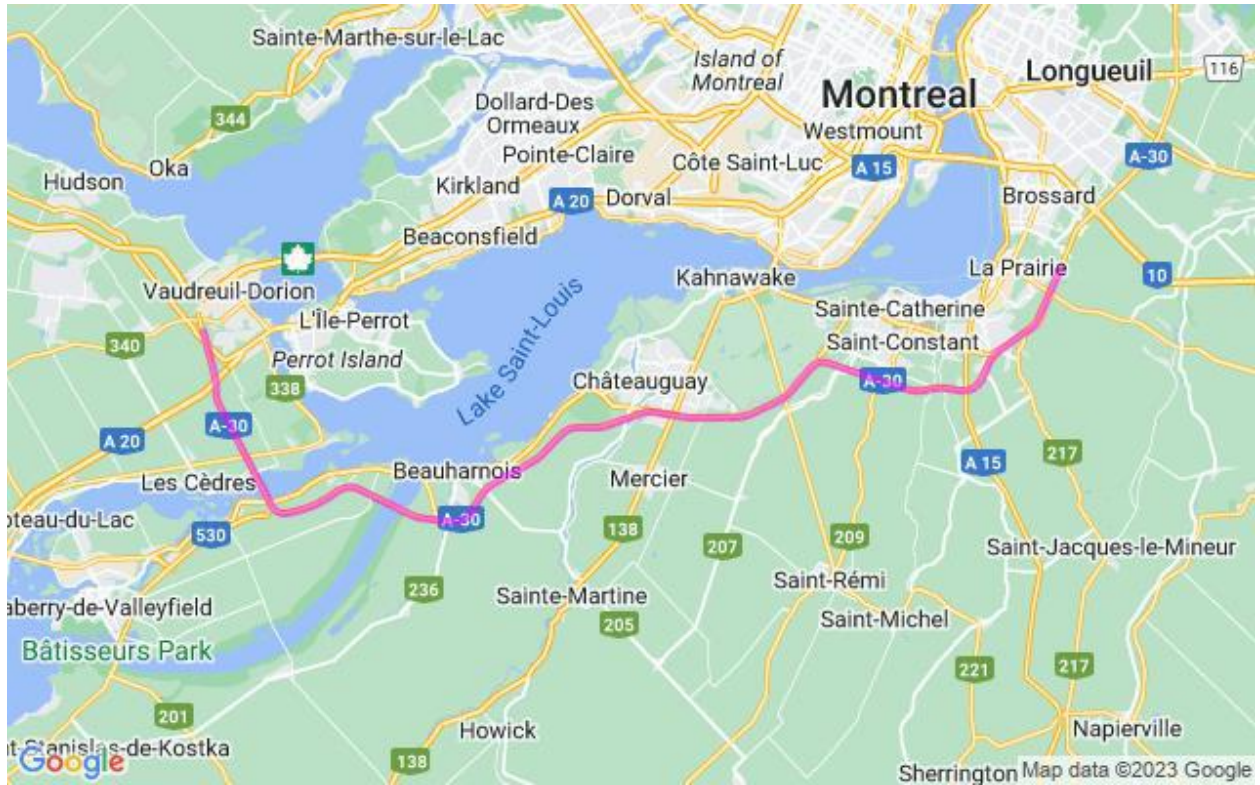 Sainte-Marthe-sur-le-Lac
Island of
Montreal
Longueuil
116
Montreal
Dollard-Des
Ormeaux
344
Westmount
Oka
Pointe-Claire
Côte Saint-Luc
A 15
A-30
Hudson
Kirkland
A 20
Dorval
Brossard
Beaconsfield
Vaudreuil-Dorion
Kahnawake
La Prairie
10
L'Île-Perrot
Sainte-Catherine
340
Perrot Island
Saint-Constant
338
Lake Saint-Louis
Châteauguay
A-30
A-30
A 20
217
Les Cèdres
Beauharnois
Mercier
A 15
oteau-du-Lac
530
A-30
138
207
209
Saint-Jacques-le-Mineur
236
Sainte-Martine
Saint-Rémi
aberry-de-Valleyfield
205
Saint-Michel
Bâtisseurs Park
221
217
201
Howick
Napierville
t-Stanislas-de-Kostka
138
Google
Sherrington
Map data ©2023 Google